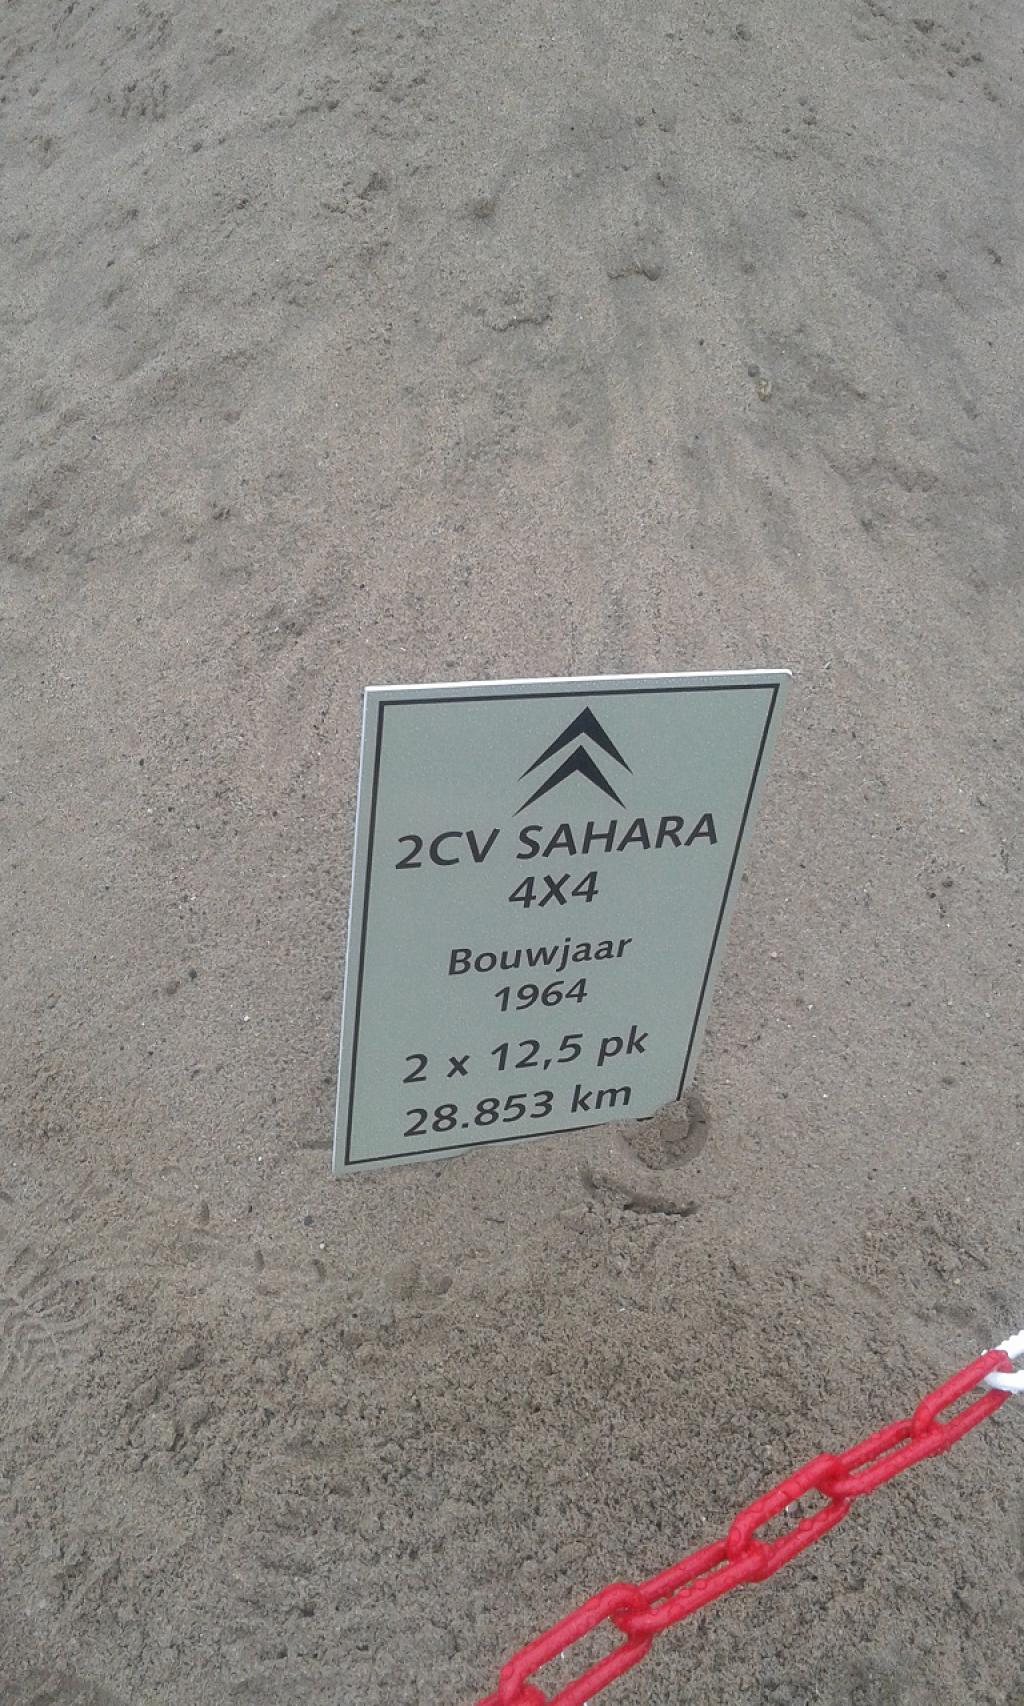 2CV SAHARA
4X4
Bouwjaar
1964
2 x 12,5 pk
28.853 km